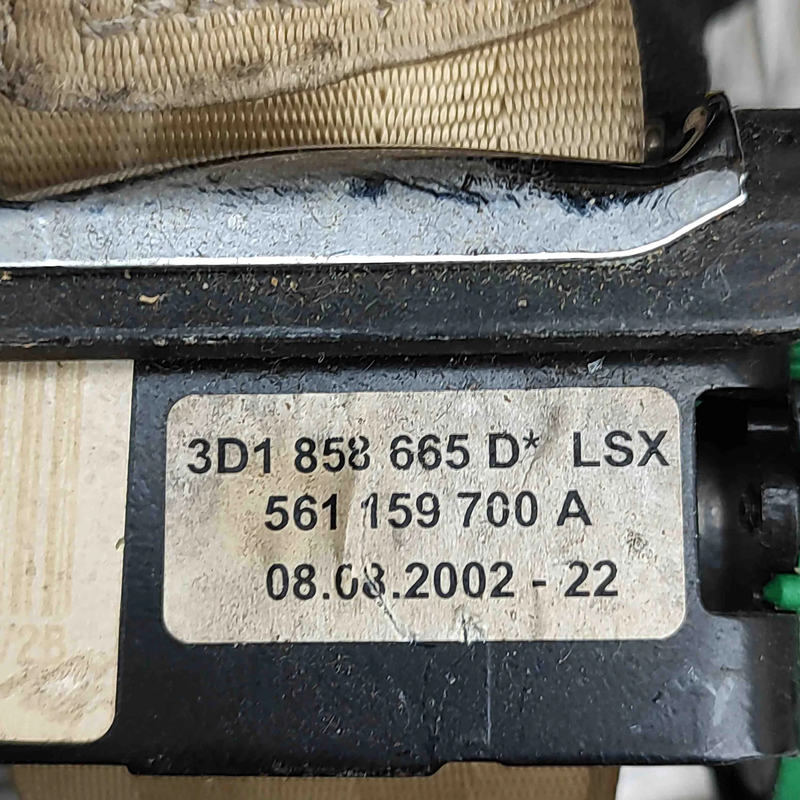 3D1 858 665 D* LSX
561 159 700 A
08.08.2002 - 22